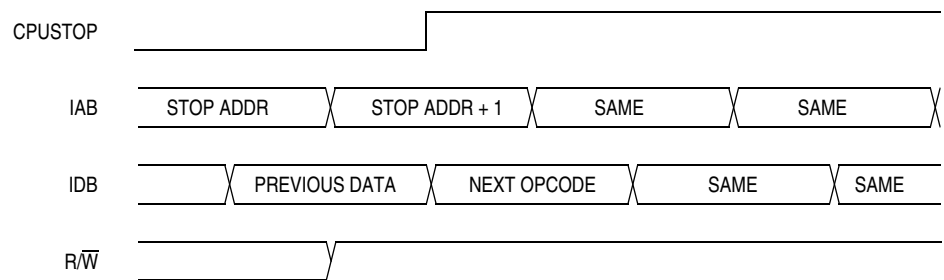 CPUSTOP
IAB STOP ADDR STOP ADDR + 1 SAME SAME
IDB PREVIOUS DATA NEXT OPCODE SAME SAME
R/W̅